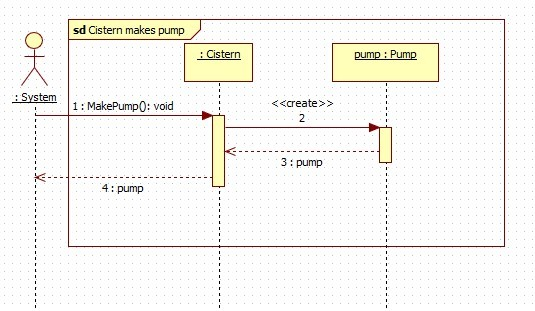 sd Cistern makes pump
: System
: Cistern
pump : Pump
1 : MakePump(): void
<<create>>
2
3 : pump
4 : pump